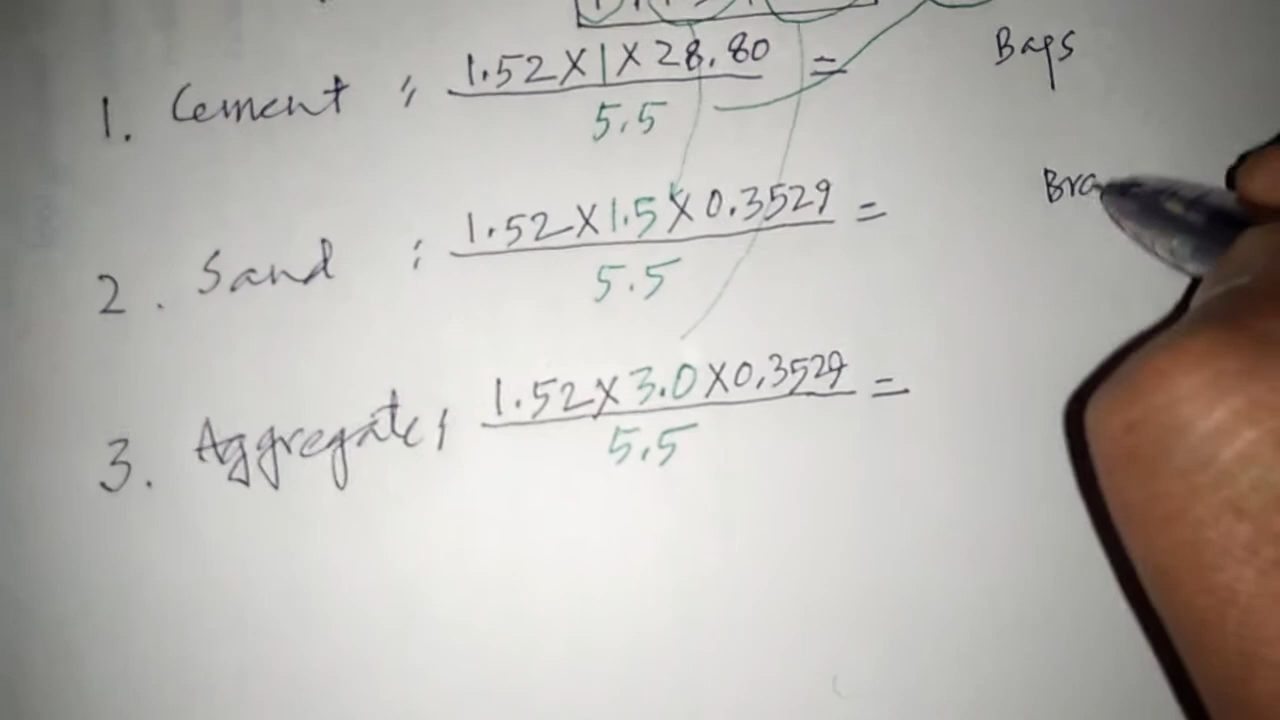 1. Cement : 1.52 X 1 X 28.80 / 5.5 = Bags
2. Sand : 1.52 X 1.5 X 0.3529 / 5.5 = Bra
3. Aggregate : 1.52 X 3.0 X 0.3529 / 5.5 =